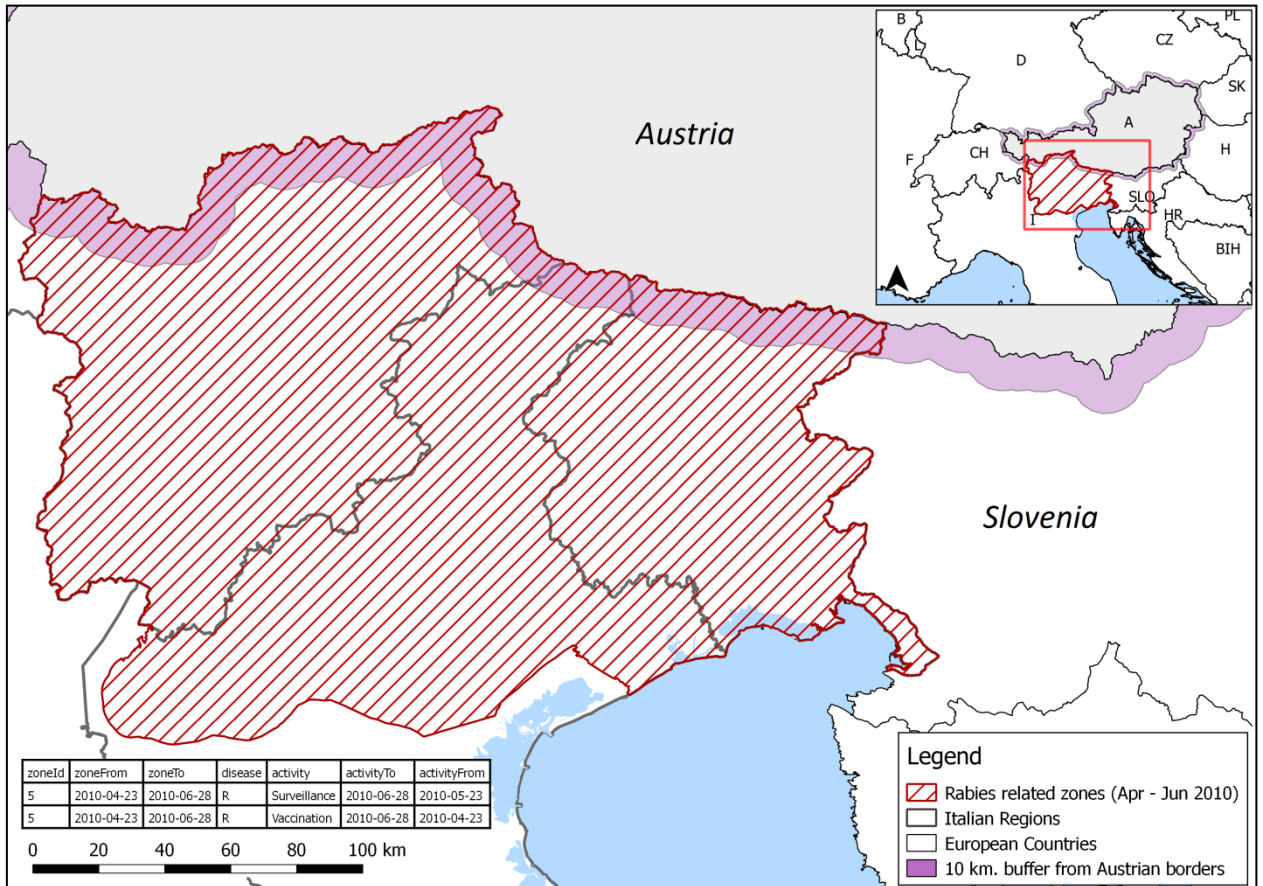 B
L
D
PL
CZ
SK
A
F
CH
H
SLO
I
HR
BIH
Austria
Slovenia
zoneId zoneFrom zoneTo disease activity activityTo activityFrom
5 2010-04-23 2010-06-28 R Surveillance 2010-06-28 2010-05-23
5 2010-04-23 2010-06-28 R Vaccination 2010-06-28 2010-04-23
0 20 40 60 80 100 km
Legend
Rabies related zones (Apr - Jun 2010)
Italian Regions
European Countries
10 km. buffer from Austrian borders